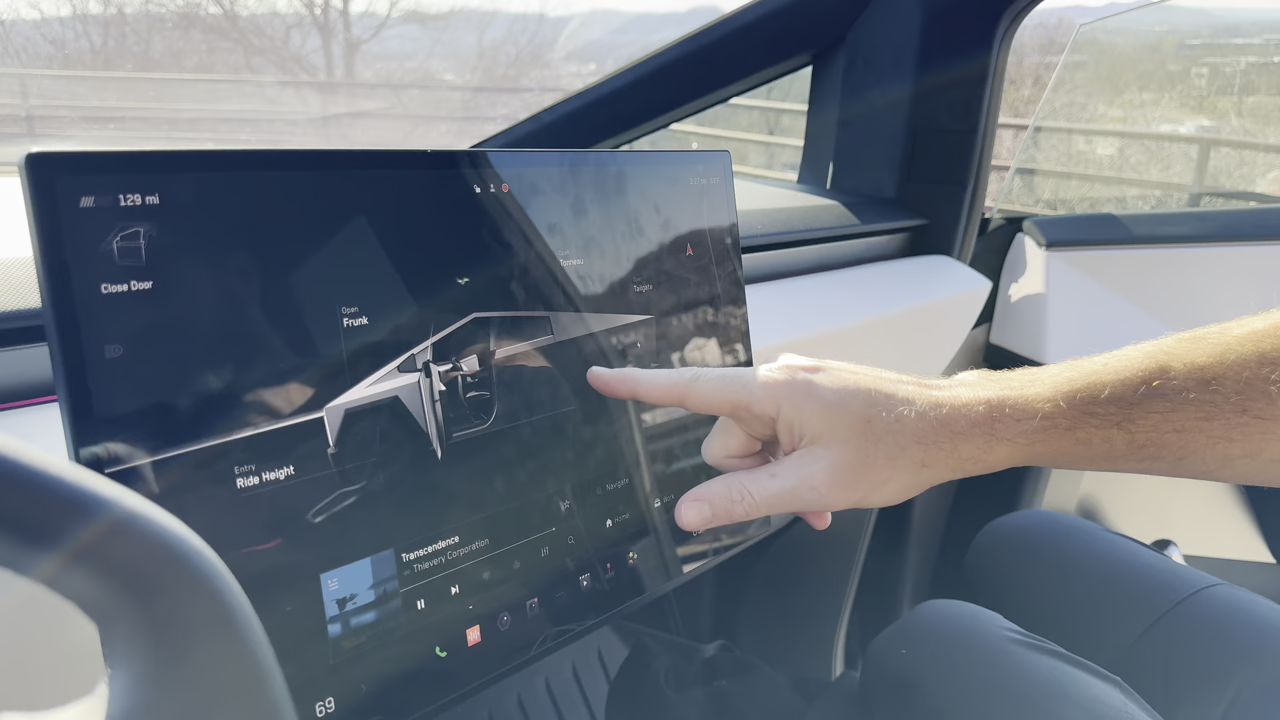 129 mi
Close Door
Open
Frunk
Tonneau
Tailgate
Entry
Ride Height
Navigate
Home
Work
Transcendence
Thievery Corporation
69